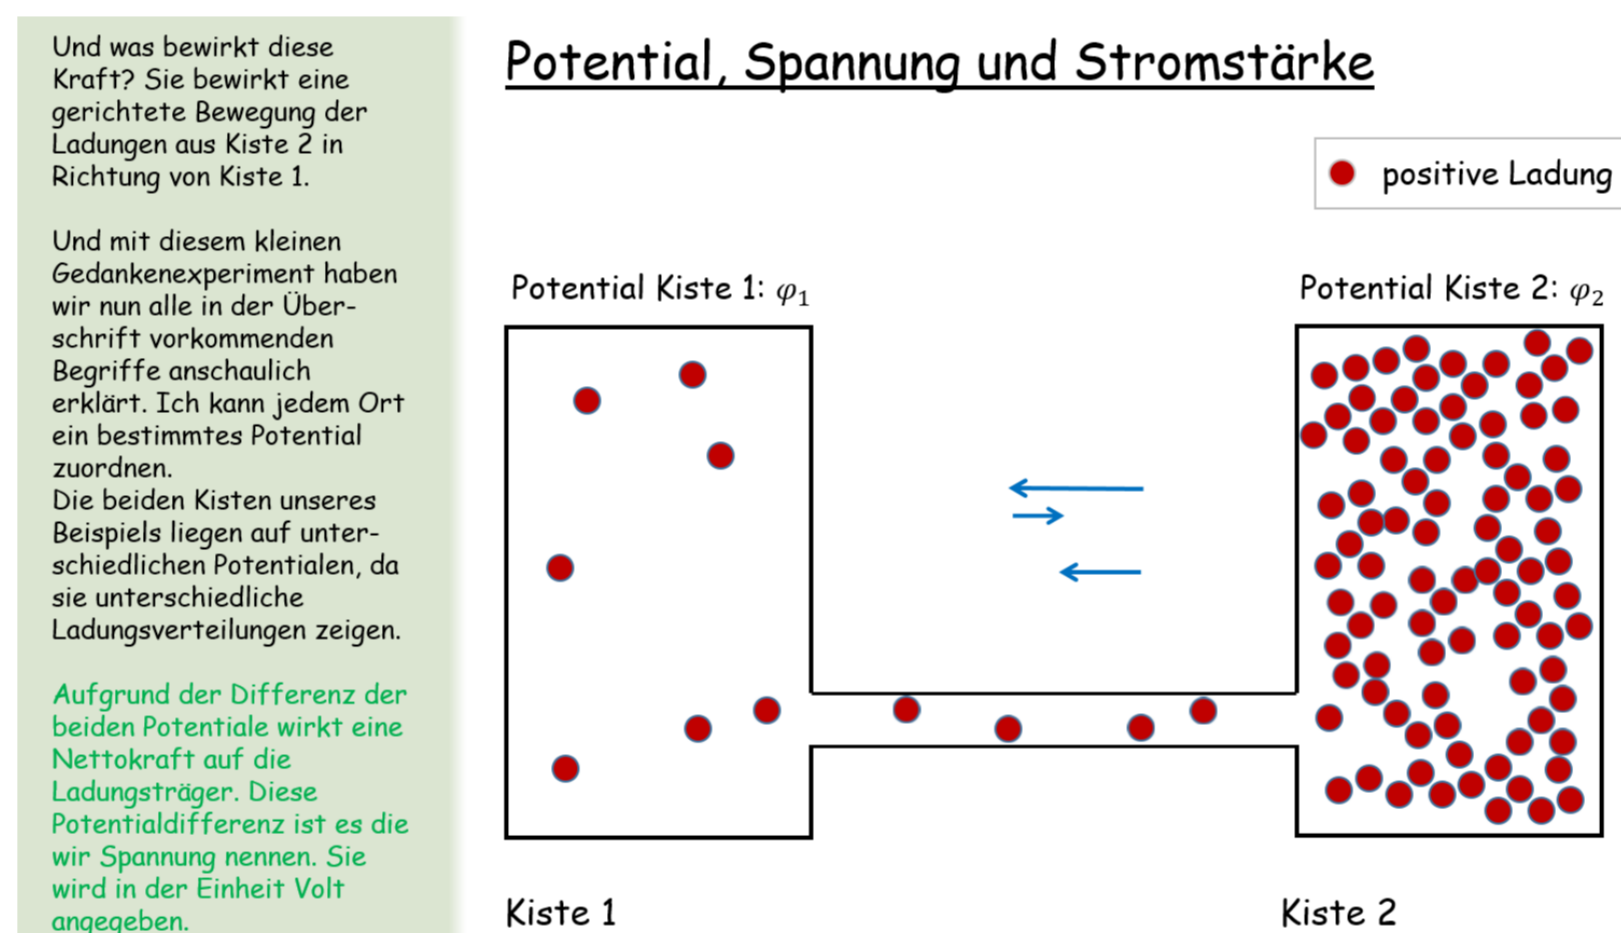 Und was bewirkt diese
Kraft? Sie bewirkt eine
gerichtete Bewegung der
Ladungen aus Kiste 2 in
Richtung von Kiste 1.
Und mit diesem kleinen
Gedankenexperiment haben
wir nun alle in der Über-
schrift vorkommenden
Begriffe anschaulich
erklärt. Ich kann jedem Ort
ein bestimmtes Potential
zuordnen.
Die beiden Kisten unseres
Beispiels liegen auf unter-
schiedlichen Potentialen, da
sie unterschiedliche
Ladungsverteilungen zeigen.
Aufgrund der Differenz der
beiden Potentiale wirkt eine
Nettokraft auf die
Ladungsträger. Diese
Potentialdifferenz ist es die
wir Spannung nennen. Sie
wird in der Einheit Volt
angegeben.
Potential, Spannung und Stromstärke
positive Ladung
Potential Kiste 1: φ₁
Potential Kiste 2: φ₂
Kiste 1
Kiste 2